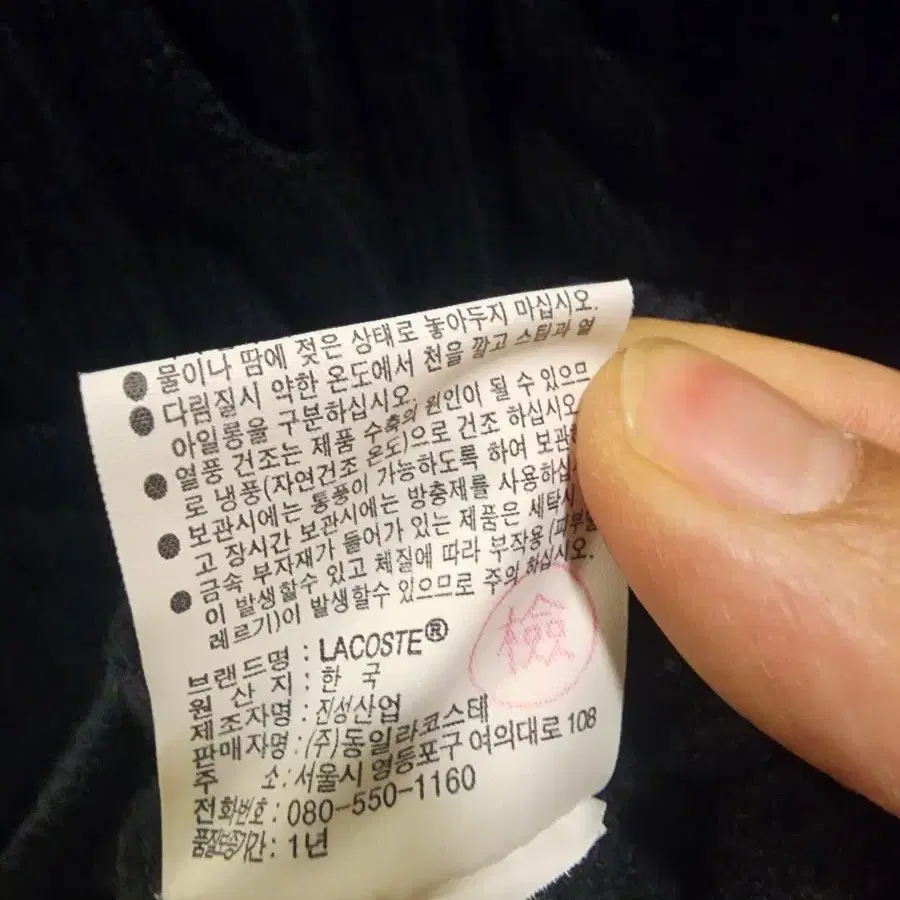 물이나 땀에 젖은 상태로 놓아두지 마십시오.
다림질시 약한 온도에서 천을 깔고 스팀과 열
아일롱을 구분하십시오.
열풍 건조는 제품 수축의 원인이 될 수 있으므
로 냉풍(자연건조 온도)으로 건조 하십시오.
보관시에는 통풍이 가능하도록 하여 보관하
고 장시간 보관시에는 방충제를 사용하십
금속 부자재가 들어가 있는 제품은 세탁시
이 발생할수 있고 체질에 따라 부작용(피부
레르기)이 발생할수 있으므로 주의 하십시오.
브랜드명 : LACOSTE®
원 산 지 : 한 국
제조자명 : 진성산업
판매자명 : (주)동일라코스테
주 소 : 서울시 영등포구 여의대로 108
전화번호 : 080-550-1160
품질보증기간 : 1년
檢